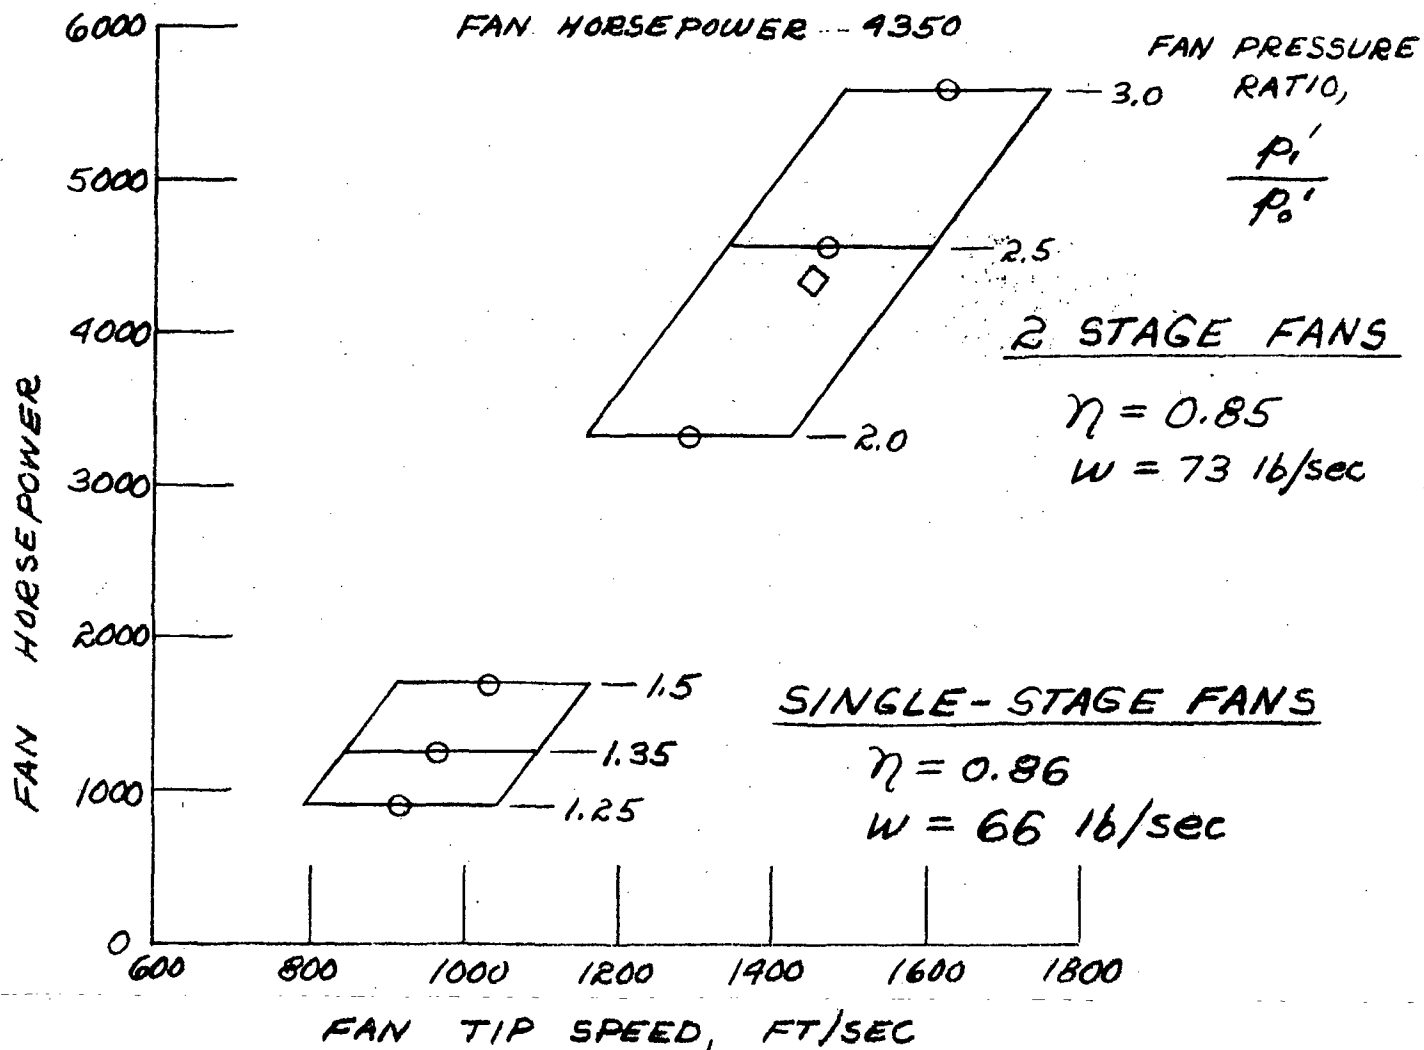 FAN HORSEPOWER -- 4350
FAN PRESSURE
RATIO,
p₁'
p₀'
6000
5000
4000
3000
2000
1000
0
FAN HORSEPOWER
3.0
2.5
2.0
2 STAGE FANS
η = 0.85
w = 73 lb/sec
1.5
1.35
1.25
SINGLE-STAGE FANS
η = 0.86
w = 66 lb/sec
600 800 1000 1200 1400 1600 1800
FAN TIP SPEED, FT/SEC